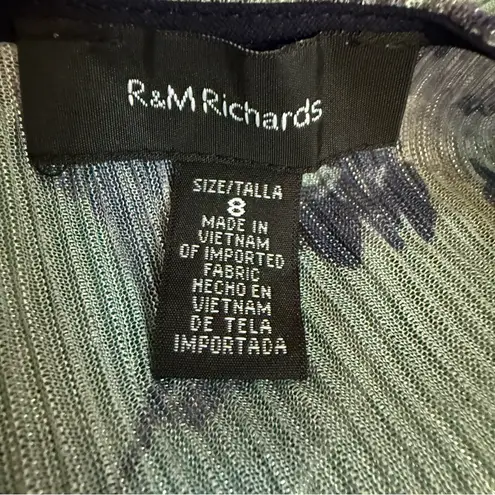 R&M Richards
SIZE/TALLA
8
MADE IN
VIETNAM
OF IMPORTED
FABRIC
HECHO EN
VIETNAM
DE TELA
IMPORTADA